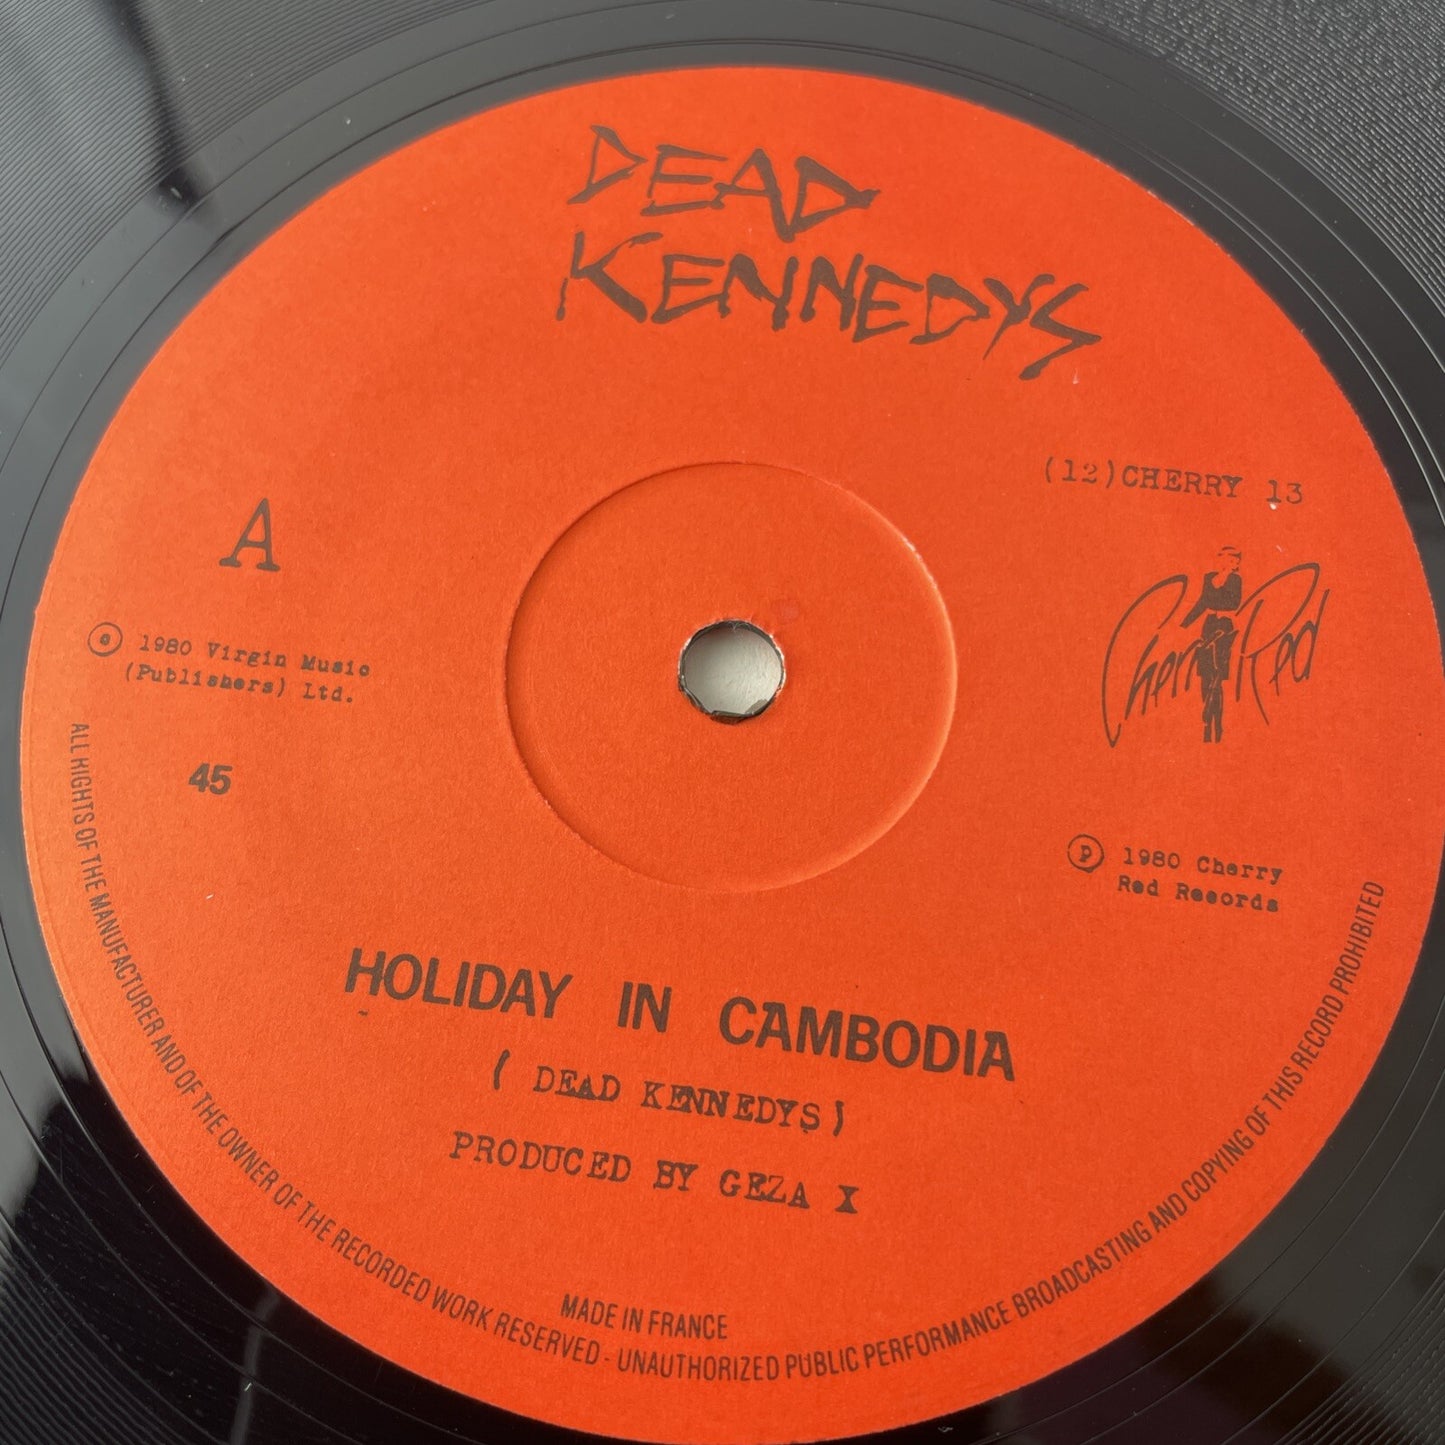 DEAD
KENNEDYS
(12)CHERRY 13
A
Cherry Red
© 1980 Virgin Music
(Publishers) Ltd.
45
℗ 1980 Cherry
Red Records
HOLIDAY IN CAMBODIA
( DEAD KENNEDYS)
PRODUCED BY GEZA X
MADE IN FRANCE
ALL RIGHTS OF THE MANUFACTURER AND OF THE OWNER OF THE RECORDED WORK RESERVED - UNAUTHORIZED PUBLIC PERFORMANCE BROADCASTING AND COPYING OF THIS RECORD PROHIBITED